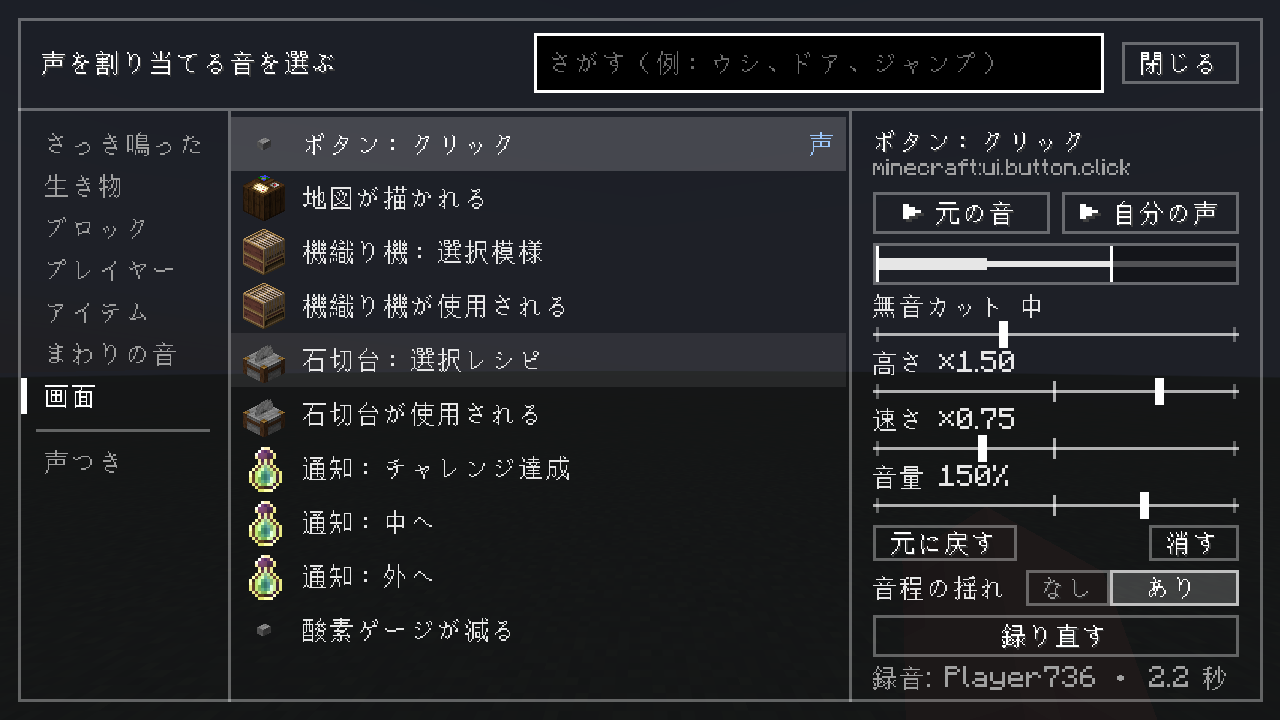 声を割り当てる音を選ぶ
さがす(例:ウシ、ドア、ジャンプ)
閉じる
さっき鳴った
生き物
ブロック
プレイヤー
アイテム
まわりの音
画面
声つき
ボタン:クリック
声
地図が描かれる
機織り機:選択模様
機織り機が使用される
石切台:選択レシピ
石切台が使用される
通知:チャレンジ達成
通知:中へ
通知:外へ
酸素ゲージが減る
ボタン:クリック
minecraft:ui.button.click
▶ 元の音
▶ 自分の声
無音カット 中
高さ ×1.50
速さ ×0.75
音量 150%
元に戻す
消す
音程の揺れ
なし
あり
録り直す
録音: Player736 • 2.2 秒